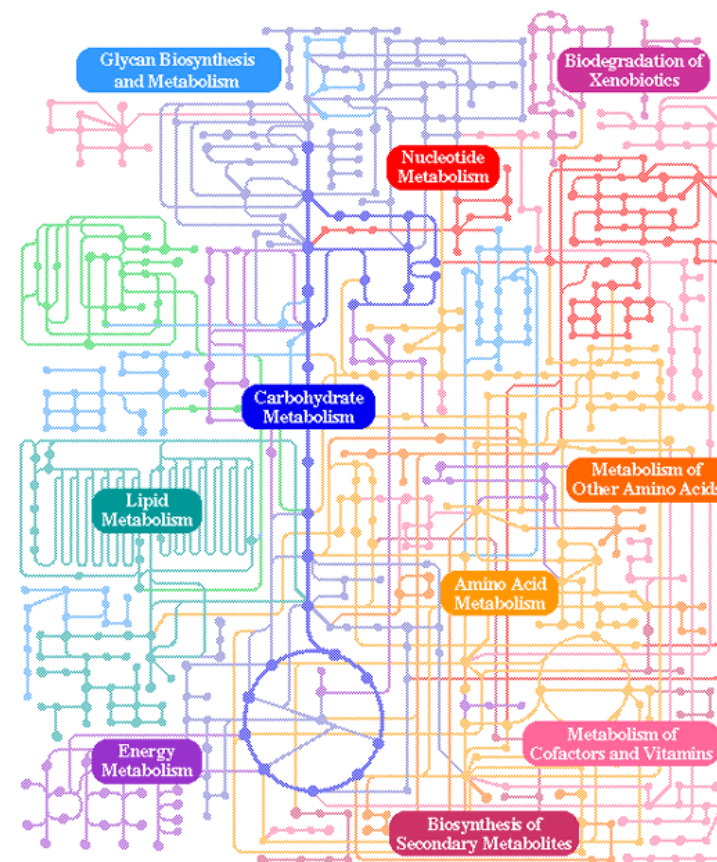 Glycan Biosynthesis
and Metabolism
Biodegradation of
Xenobiotics
Nucleotide
Metabolism
Carbohydrate
Metabolism
Metabolism of
Other Amino Acids
Lipid
Metabolism
Amino Acid
Metabolism
Metabolism of
Cofactors and Vitamins
Energy
Metabolism
Biosynthesis of
Secondary Metabolites